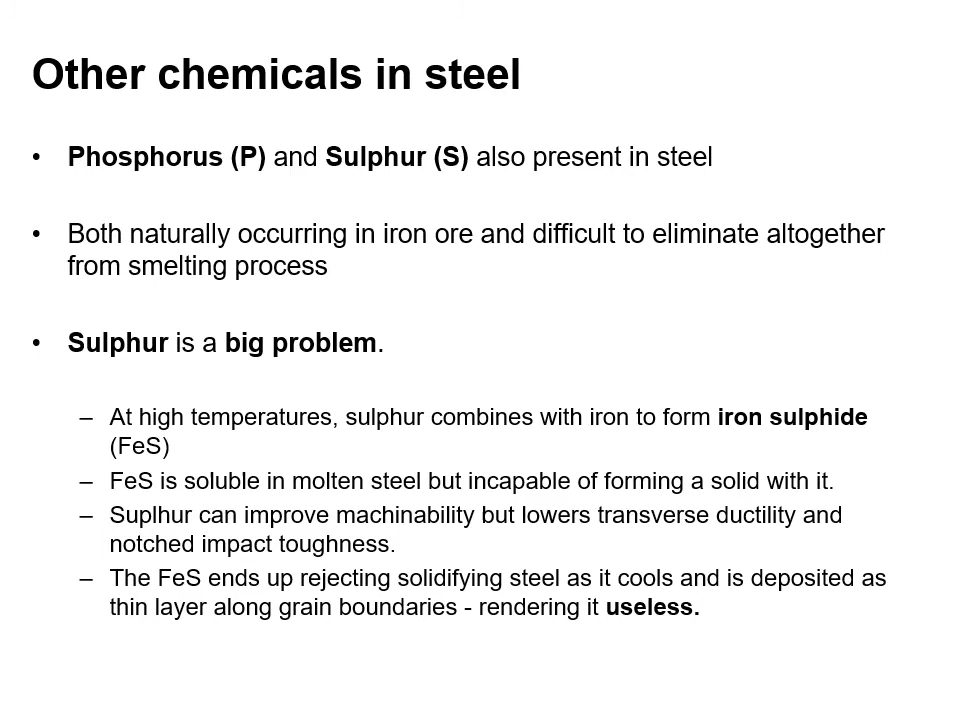 Other chemicals in steel
• Phosphorus (P) and Sulphur (S) also present in steel
• Both naturally occurring in iron ore and difficult to eliminate altogether
from smelting process
• Sulphur is a big problem.
– At high temperatures, sulphur combines with iron to form iron sulphide
(FeS)
– FeS is soluble in molten steel but incapable of forming a solid with it.
– Suplhur can improve machinability but lowers transverse ductility and
notched impact toughness.
– The FeS ends up rejecting solidifying steel as it cools and is deposited as
thin layer along grain boundaries - rendering it useless.